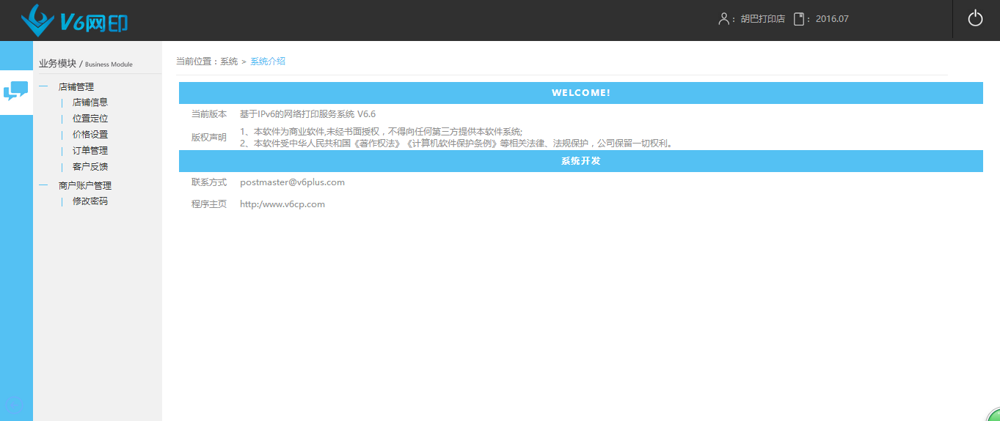 V6网印
： 胡巴打印店 ： 2016.07
业务模块 / Business Module
店铺管理
店铺信息
位置定位
价格设置
订单管理
客户反馈
商户账户管理
修改密码
当前位置：系统 > 系统介绍
WELCOME!
当前版本 基于IPv6的网络打印服务系统 V6.6
版权声明
1、本软件为商业软件,未经书面授权，不得向任何第三方提供本软件系统;
2、本软件受中华人民共和国《著作权法》《计算机软件保护条例》等相关法律、法规保护，公司保留一切权利。
系统开发
联系方式 postmaster@v6plus.com
程序主页 http:/www.v6cp.com